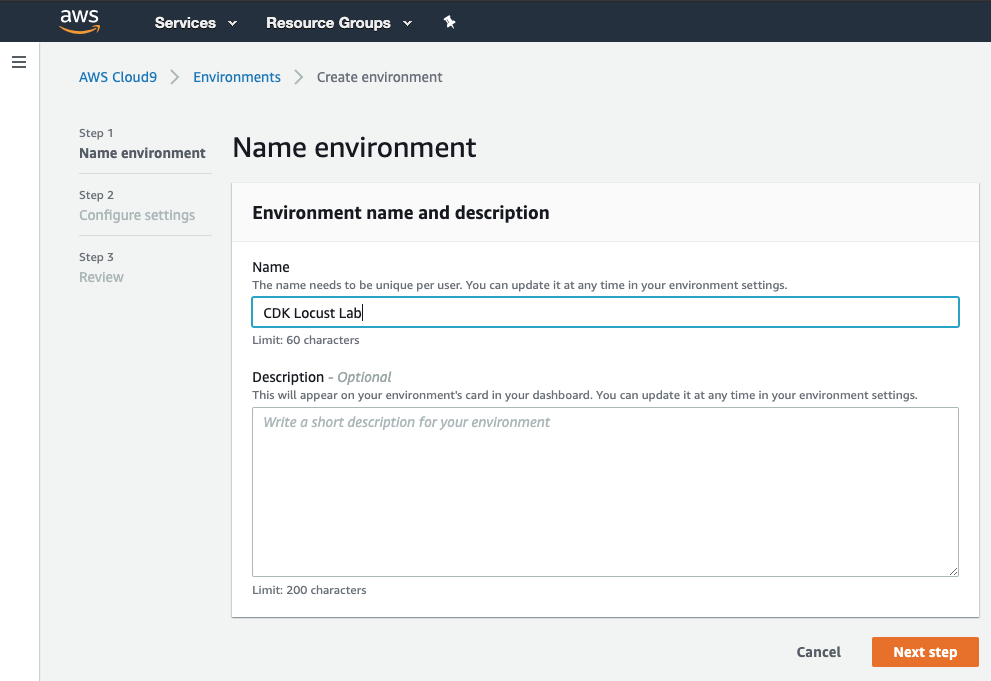 aws Services Resource Groups
AWS Cloud9 Environments Create environment
Step 1
Name environment
Step 2
Configure settings
Step 3
Review
Name environment
Environment name and description
Name
The name needs to be unique per user. You can update it at any time in your environment settings.
CDK Locust Lab
Limit: 60 characters
Description - Optional
This will appear on your environment's card in your dashboard. You can update it at any time in your environment settings.
Write a short description for your environment
Limit: 200 characters
Cancel Next step